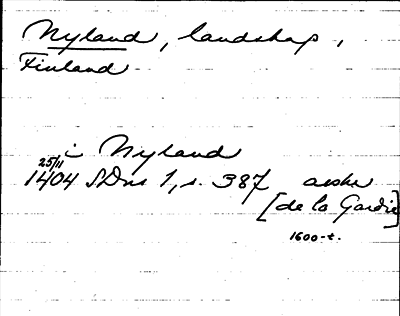 Nyland, landskap,
Finland
i Nyland
25/11
1404 SDns 1, s. 387 avskr
[de la Gardie]
1600-t.